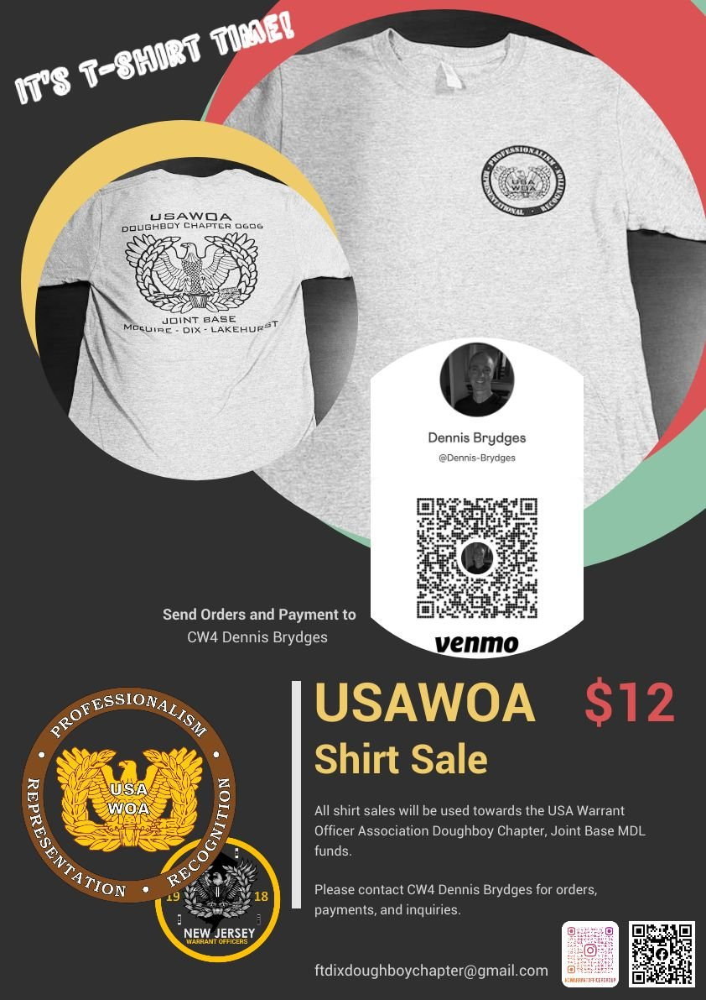 IT'S T-SHIRT TIME!
PROFESSIONALISM
USA
WOA
RECOGNITION
USAWOA
DOUGHBOY CHAPTER 0606
JOINT BASE
MCGUIRE - DIX - LAKEHURST
Dennis Brydges
@Dennis-Brydges
venmo
Send Orders and Payment to
CW4 Dennis Brydges
USAWOA $12
Shirt Sale
All shirt sales will be used towards the USA Warrant
Officer Association Doughboy Chapter, Joint Base MDL
funds.
Please contact CW4 Dennis Brydges for orders,
payments, and inquiries.
ftdixdoughboychapter@gmail.com
PROFESSIONALISM
REPRESENTATION
RECOGNITION
USA
WOA
19 18
NEW JERSEY
WARRANT OFFICERS